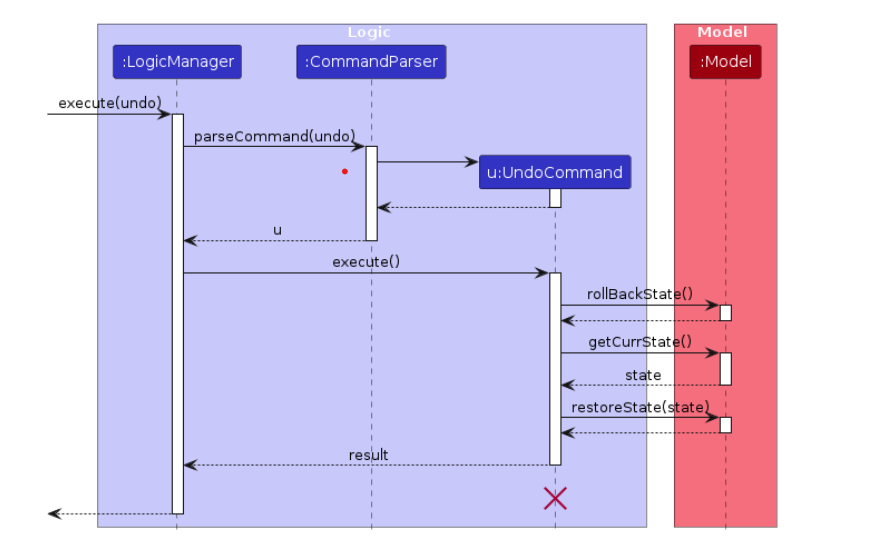 Logic
Model
:LogicManager
:CommandParser
:Model
execute(undo)
parseCommand(undo)
u:UndoCommand
u
execute()
rollBackState()
getCurrState()
state
restoreState(state)
result